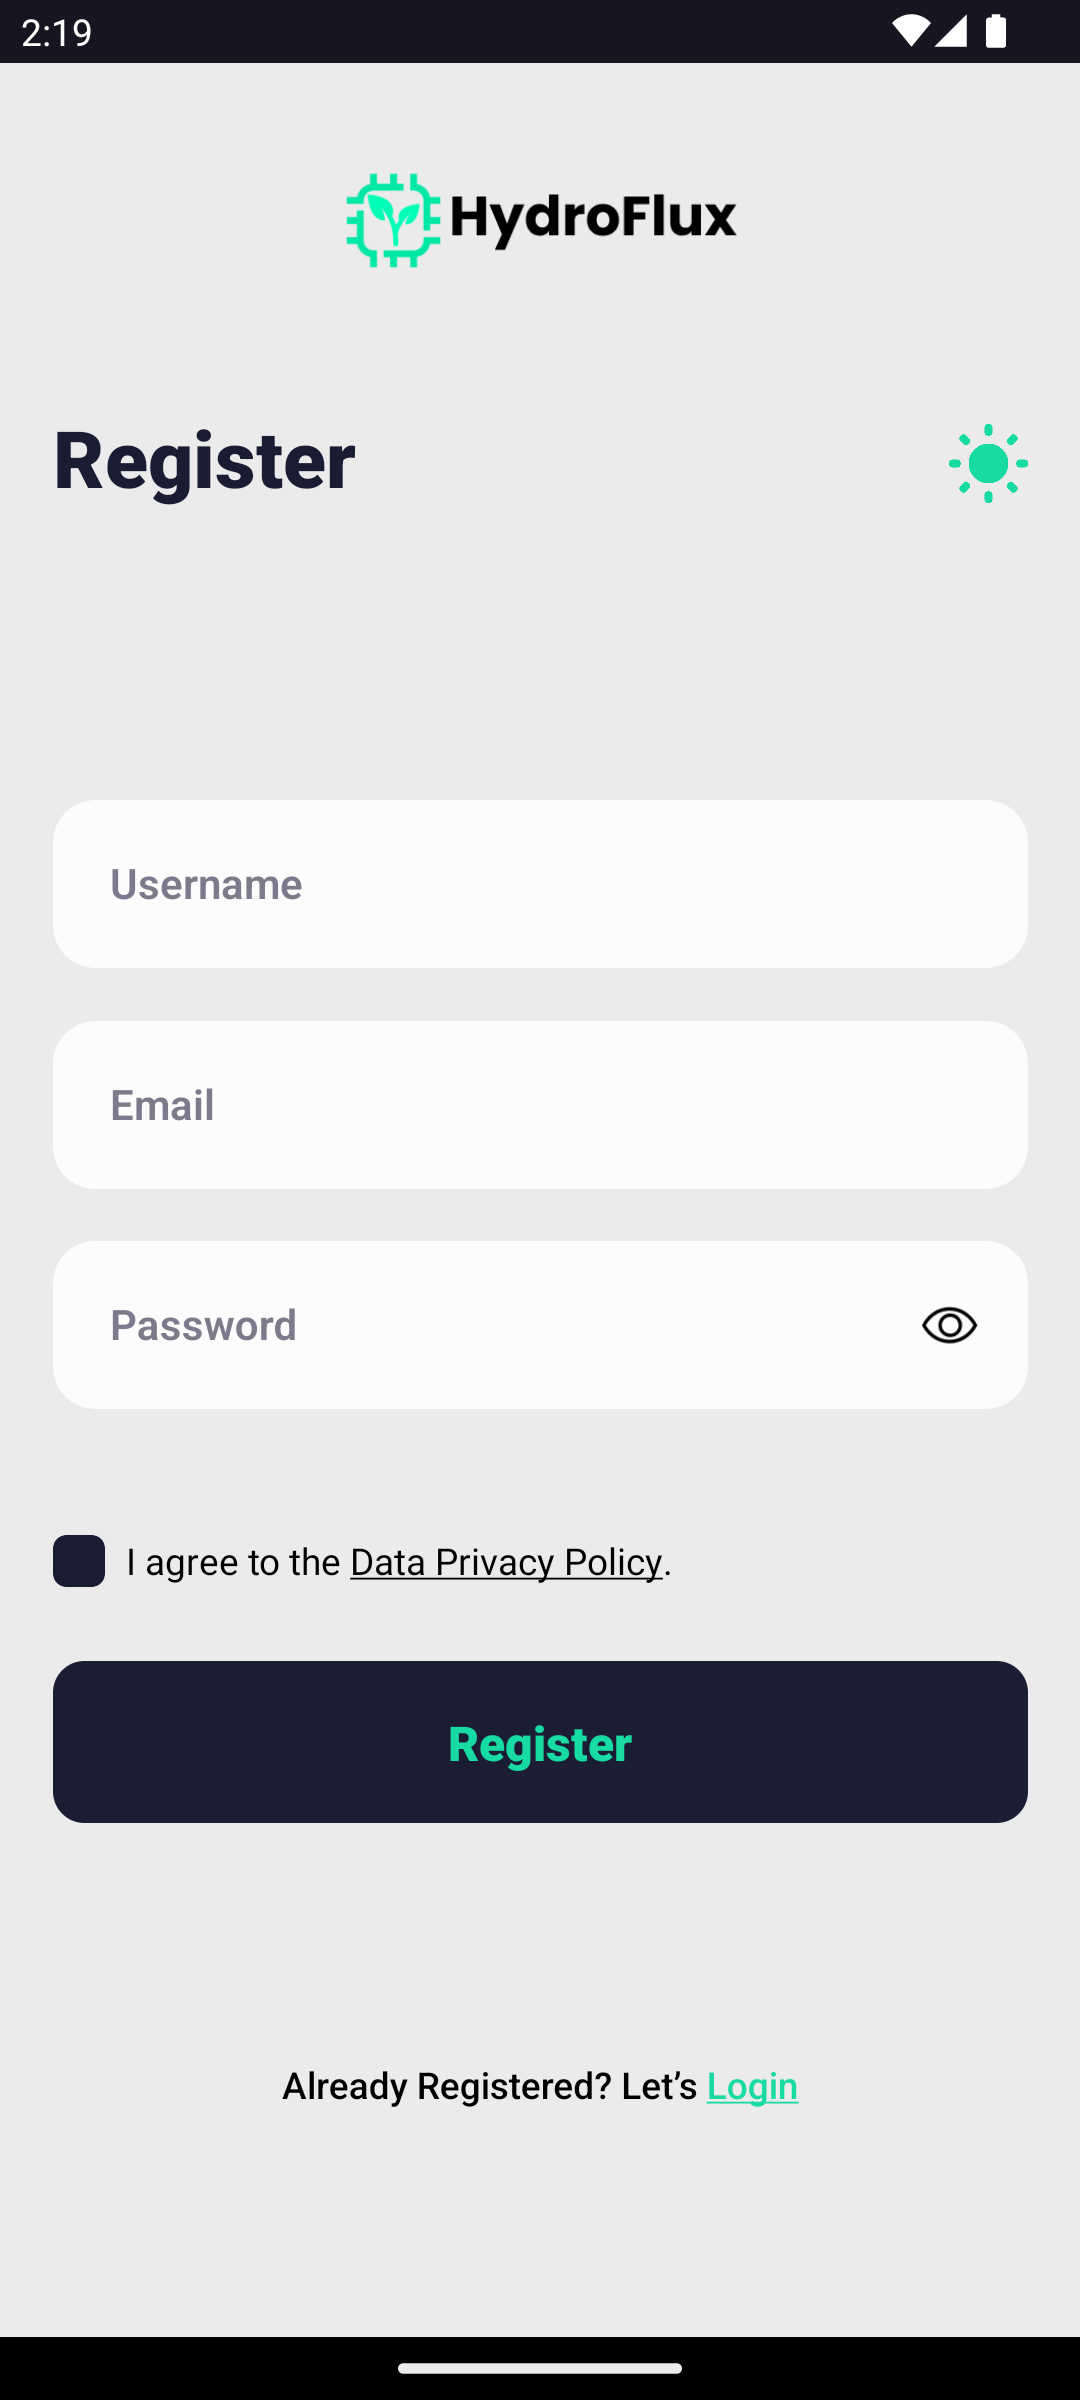 2:19
HydroFlux
Register
Username
Email
Password
I agree to the Data Privacy Policy.
Register
Already Registered? Let’s Login